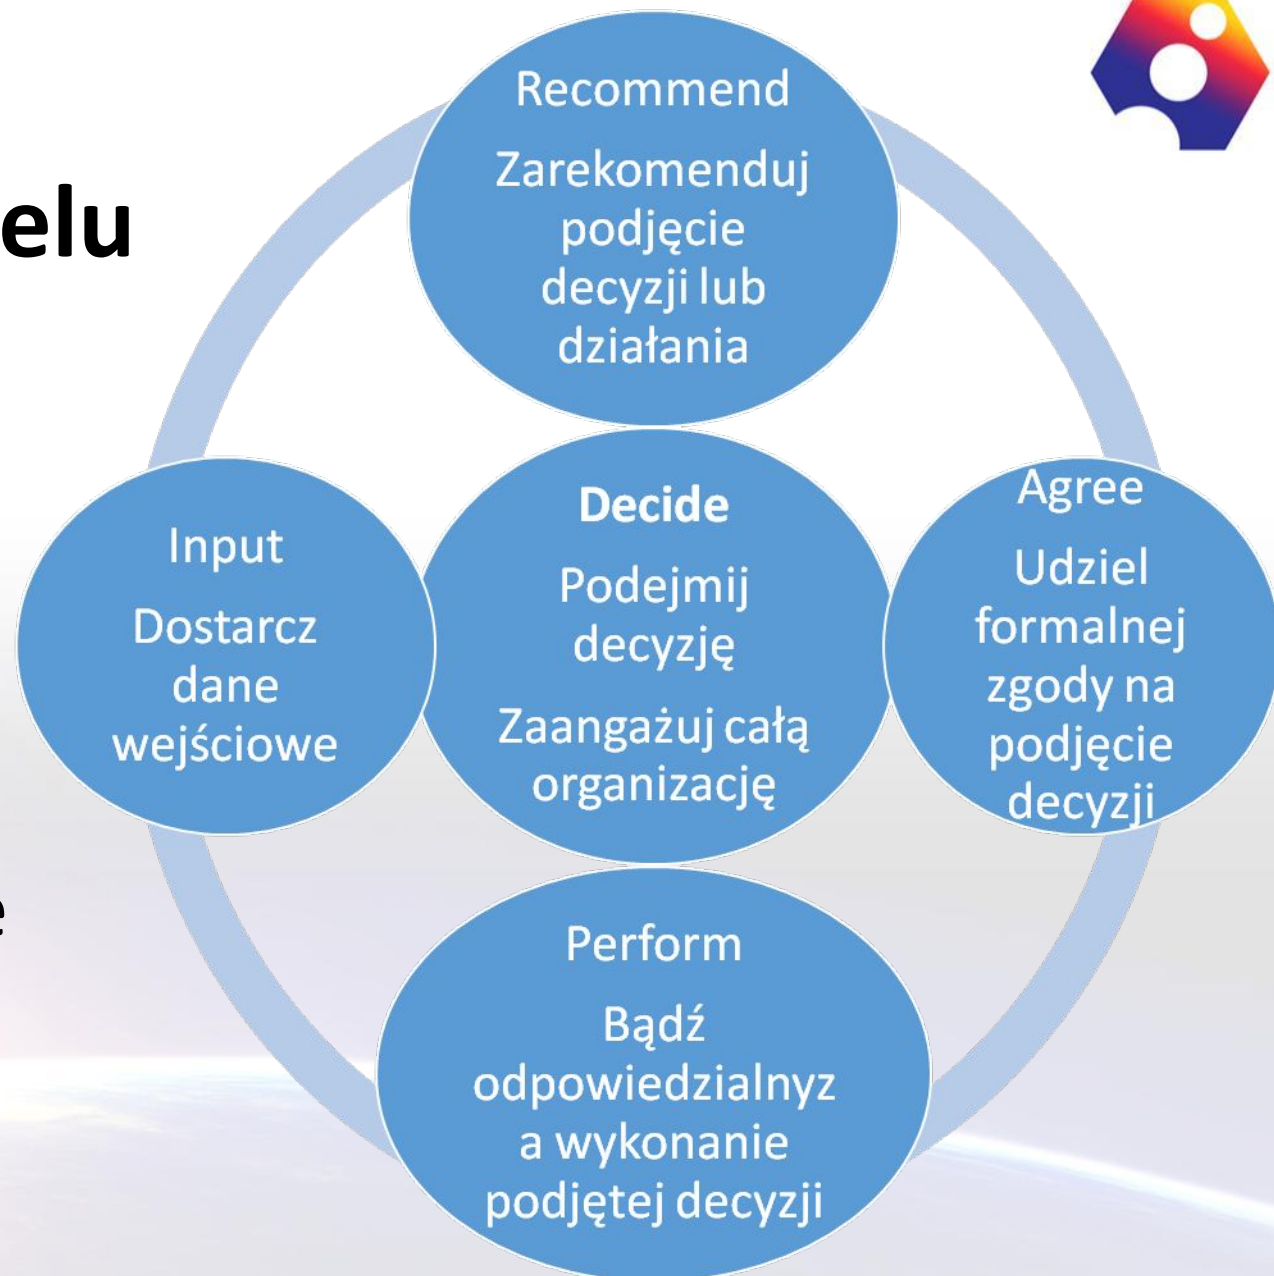 elu
Recommend
Zarekomenduj
podjęcie
decyzji lub
działania
Input
Dostarcz
dane
wejściowe
Decide
Podejmij
decyzję
Zaangażuj całą
organizację
Agree
Udziel
formalnej
zgody na
podjęcie
decyzji
e
Perform
Bądź
odpowiedzialnyz
a wykonanie
podjętej decyzji